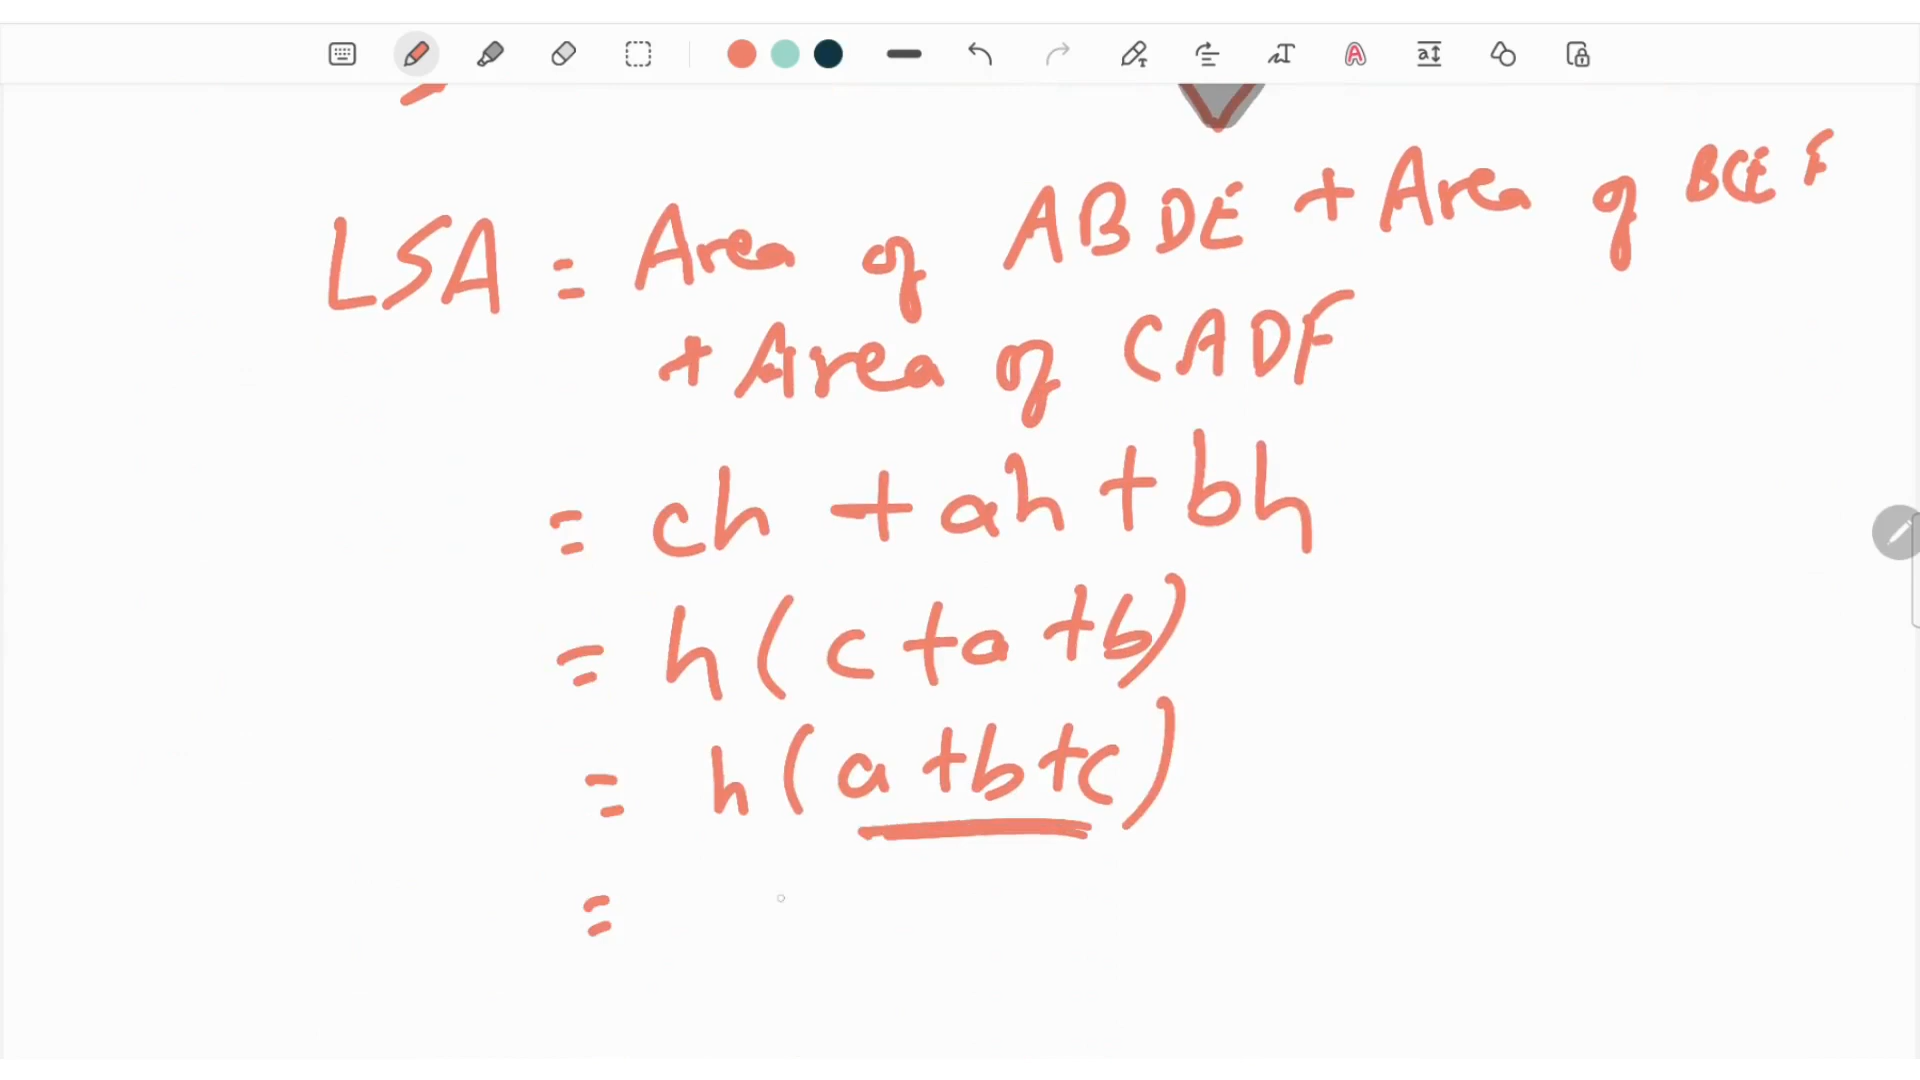 LSA = Area of ABDE + Area of BCEF
+ Area of CADF
= ch + ah + bh
= h(c+a+b)
= h(a+b+c)
=